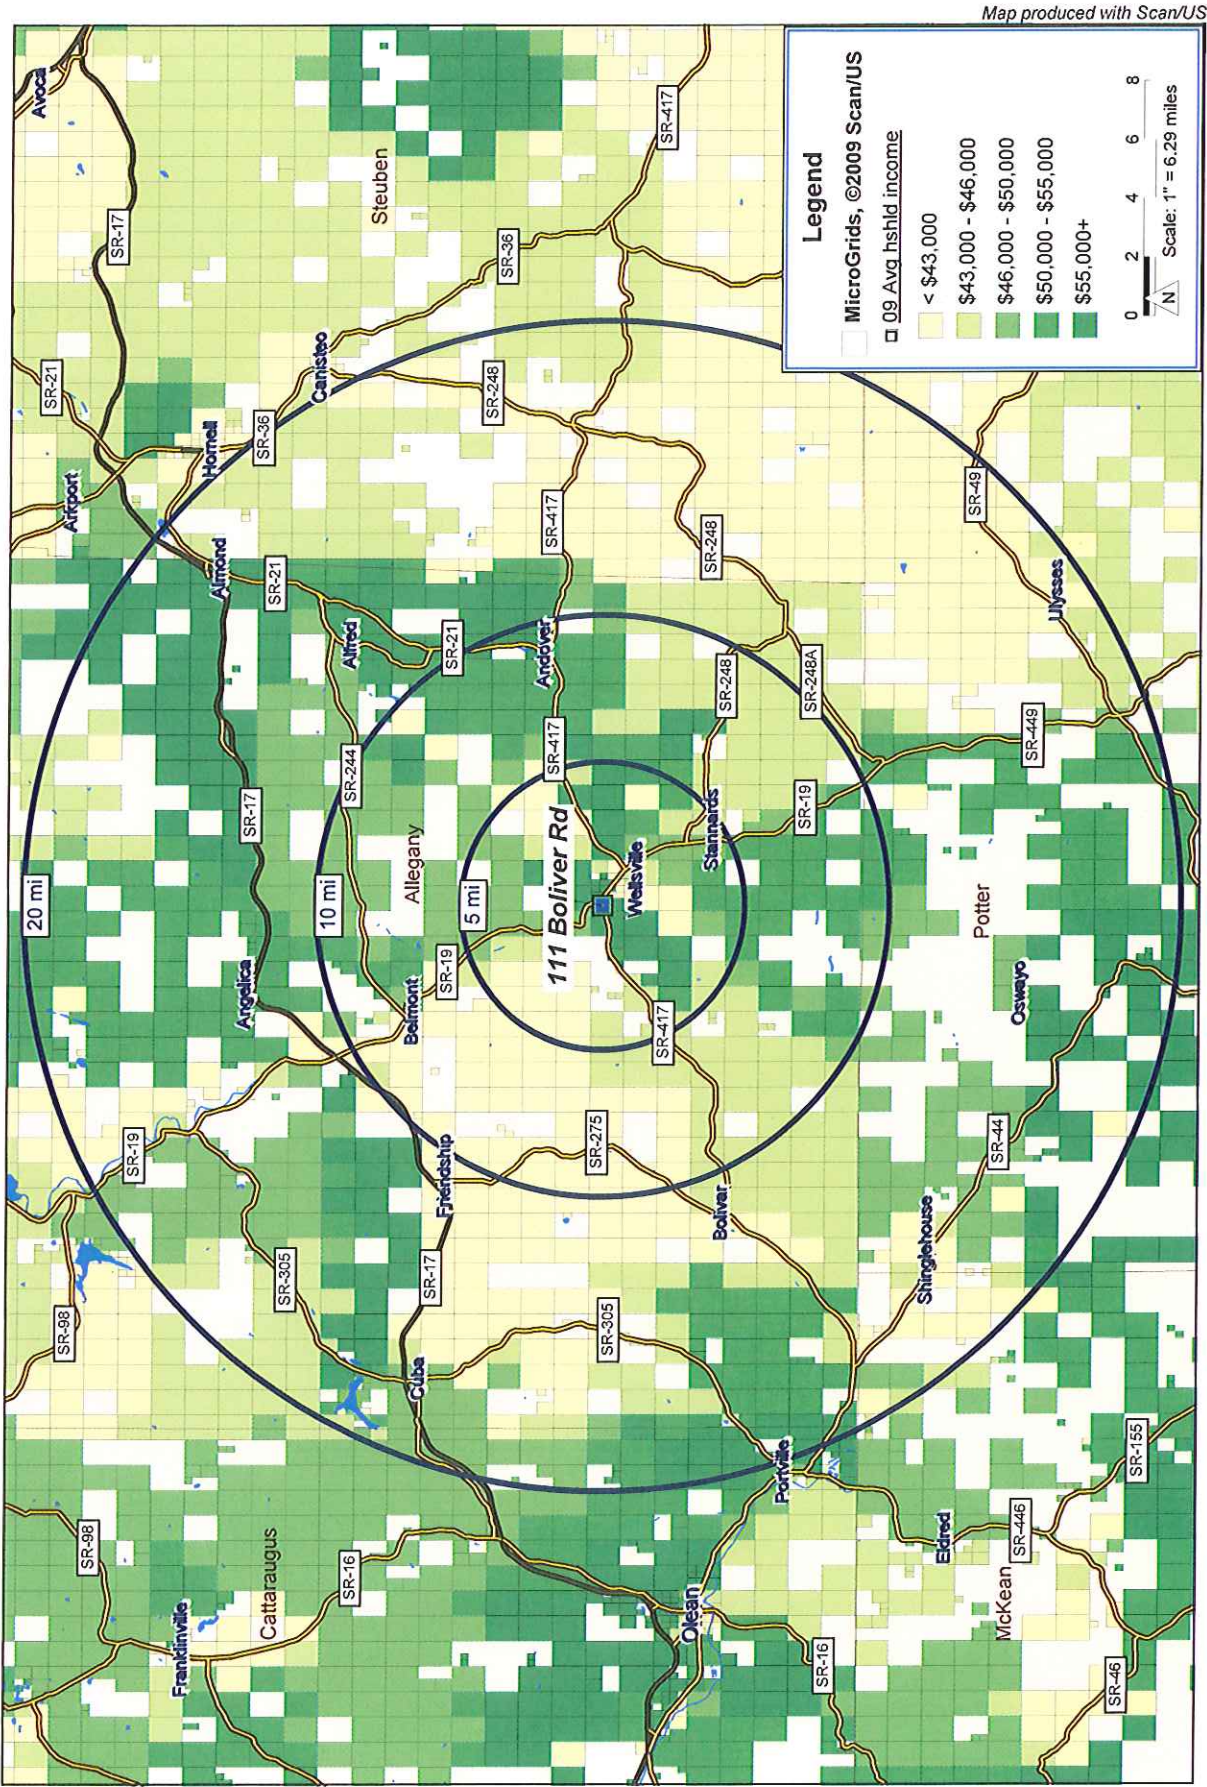 Map produced with Scan/US
Avoca
SR-17
SR-417
Steuben
SR-36
SR-21
Canisteo
SR-248
SR-36
Hornell
Arkport
SR-417
SR-248
Almond
SR-21
Alfred
SR-21
Andover
SR-248
SR-248A
SR-417
SR-244
SR-17
Allegany
20 mi
10 mi
5 mi
111 Boliver Rd
Wellsville
Stannards
SR-19
SR-449
SR-49
Ulysses
Potter
Oswayo
Angelica
Belmont
SR-19
SR-417
SR-19
SR-275
SR-44
Friendship
Bolivar
Shinglehouse
SR-305
SR-17
SR-98
SR-305
Cuba
Portville
SR-155
SR-98
SR-16
Cattaraugus
Franklinville
Eldred
SR-446
McKean
Olean
SR-16
SR-46
Legend
MicroGrids, ©2009 Scan/US
09 Avg hshld income
< $43,000
$43,000 - $46,000
$46,000 - $50,000
$50,000 - $55,000
$55,000+
0 2 4 6 8
N
Scale: 1" = 6.29 miles